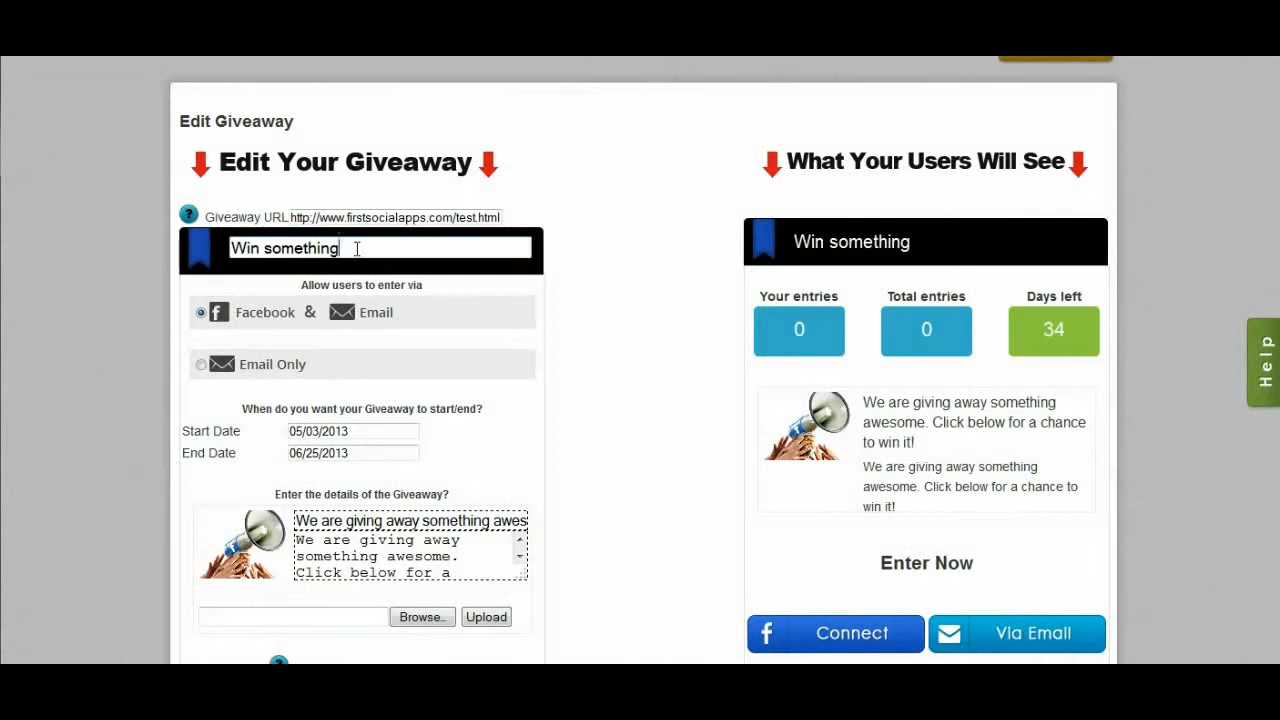 Edit Giveaway
Edit Your Giveaway
? Giveaway URL http://www.firstsocialapps.com/test.html
Win something
Allow users to enter via
Facebook & Email
Email Only
When do you want your Giveaway to start/end?
Start Date 05/03/2013
End Date 06/25/2013
Enter the details of the Giveaway?
We are giving away something awes
We are giving away
something awesome.
Click below for a
Browse.. Upload
?
What Your Users Will See
Win something
Your entries Total entries Days left
0 0 34
We are giving away something
awesome. Click below for a chance
to win it!
We are giving away something
awesome. Click below for a chance to
win it!
Enter Now
f Connect Via Email
Help